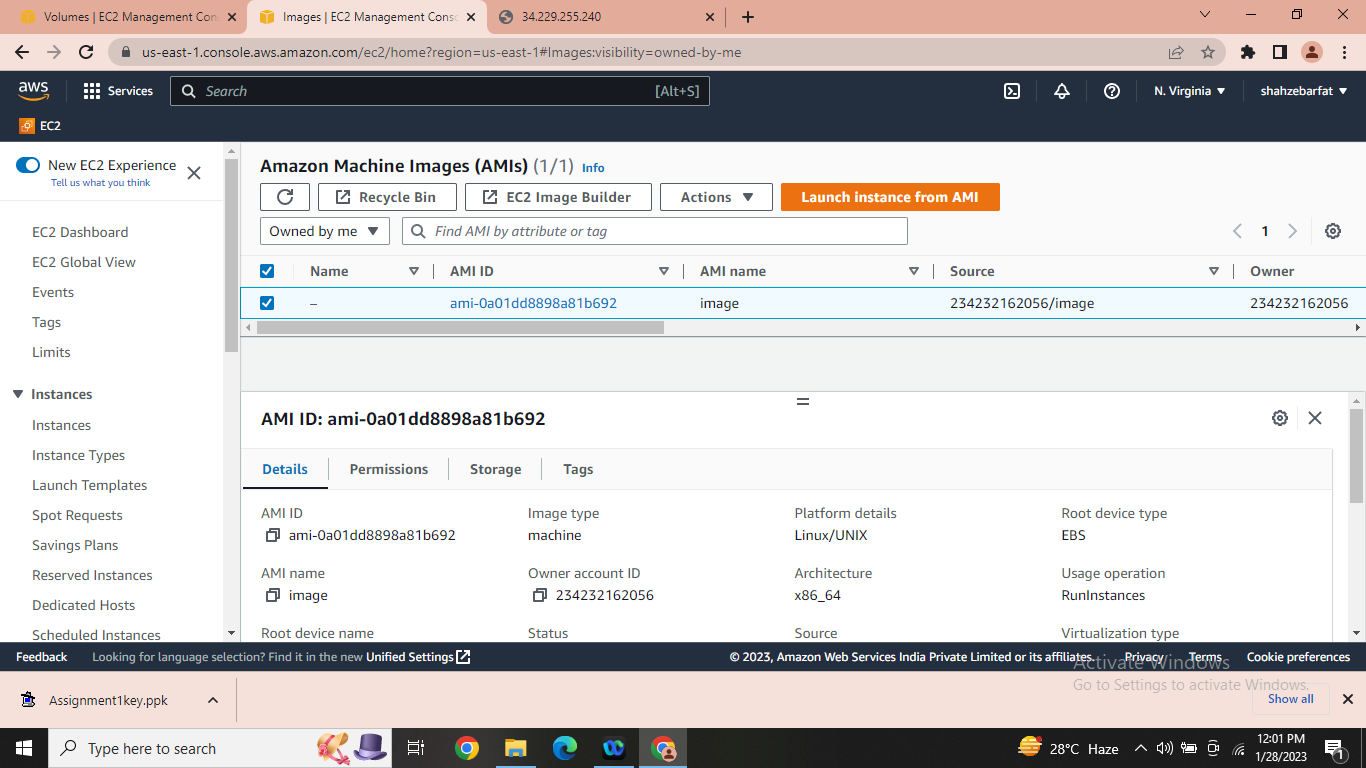 Volumes | EC2 Management Con
Images | EC2 Management Consc
34.229.255.240
us-east-1.console.aws.amazon.com/ec2/home?region=us-east-1#Images:visibility=owned-by-me
aws
Services
Search
[Alt+S]
N. Virginia
shahzebarfat
EC2
New EC2 Experience
Tell us what you think
EC2 Dashboard
EC2 Global View
Events
Tags
Limits
Instances
Instances
Instance Types
Launch Templates
Spot Requests
Savings Plans
Reserved Instances
Dedicated Hosts
Scheduled Instances
Amazon Machine Images (AMIs) (1/1) Info
Recycle Bin
EC2 Image Builder
Actions
Launch instance from AMI
Owned by me
Find AMI by attribute or tag
1
Name
AMI ID
AMI name
Source
Owner
–
ami-0a01dd8898a81b692
image
234232162056/image
234232162056
AMI ID: ami-0a01dd8898a81b692
Details
Permissions
Storage
Tags
AMI ID
ami-0a01dd8898a81b692
Image type
machine
Platform details
Linux/UNIX
Root device type
EBS
AMI name
image
Owner account ID
234232162056
Architecture
x86_64
Usage operation
RunInstances
Root device name
Status
Source
Virtualization type
Feedback
Looking for language selection? Find it in the new Unified Settings
© 2023, Amazon Web Services India Private Limited or its affiliates.
Privacy
Terms
Cookie preferences
Activate Windows
Go to Settings to activate Windows.
Assignment1key.ppk
Show all
Type here to search
28°C Haze
12:01 PM
1/28/2023
1